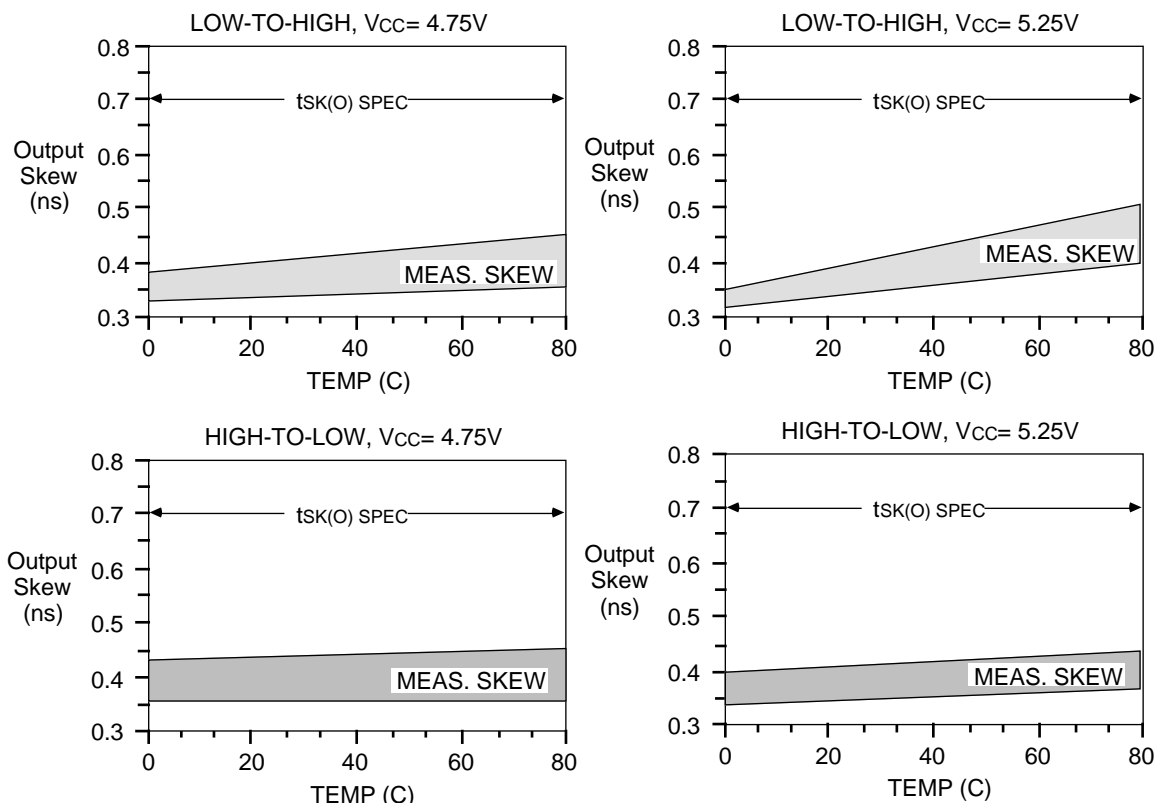 LOW-TO-HIGH, VCC= 4.75V
0.8
0.7
0.6
0.5
0.4
0.3
Output
Skew
(ns)
tSK(O) SPEC
MEAS. SKEW
0 20 40 60 80
TEMP (C)
LOW-TO-HIGH, VCC= 5.25V
0.8
0.7
0.6
0.5
0.4
0.3
Output
Skew
(ns)
tSK(O) SPEC
MEAS. SKEW
0 20 40 60 80
TEMP (C)
HIGH-TO-LOW, VCC= 4.75V
0.8
0.7
0.6
0.5
0.4
0.3
Output
Skew
(ns)
tSK(O) SPEC
MEAS. SKEW
0 20 40 60 80
TEMP (C)
HIGH-TO-LOW, VCC= 5.25V
0.8
0.7
0.6
0.5
0.4
0.3
Output
Skew
(ns)
tSK(O) SPEC
MEAS. SKEW
0 20 40 60 80
TEMP (C)